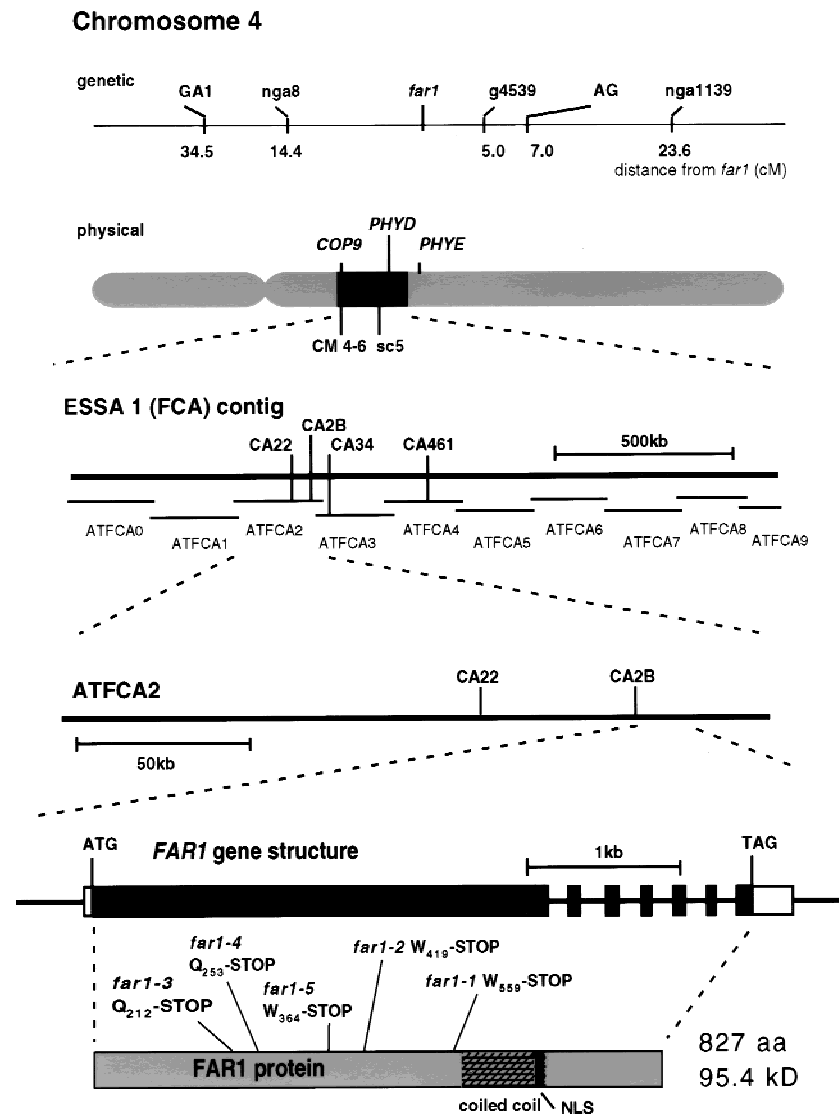 Chromosome 4
genetic
GA1 nga8 far1 g4539 AG nga1139
34.5 14.4 5.0 7.0 23.6
distance from far1 (cM)
physical
PHYD
COP9 PHYE
CM 4-6 sc5
ESSA 1 (FCA) contig
CA2B
CA22 CA34 CA461 500kb
ATFCA0 ATFCA2 ATFCA4 ATFCA6 ATFCA8
ATFCA1 ATFCA3 ATFCA5 ATFCA7 ATFCA9
ATFCA2 CA22 CA2B
50kb
ATG FAR1 gene structure 1kb TAG
far1-4 far1-2 W419-STOP
Q253-STOP
far1-3 far1-5 far1-1 W559-STOP
Q212-STOP W364-STOP
827 aa
FAR1 protein
95.4 kD
coiled coil NLS